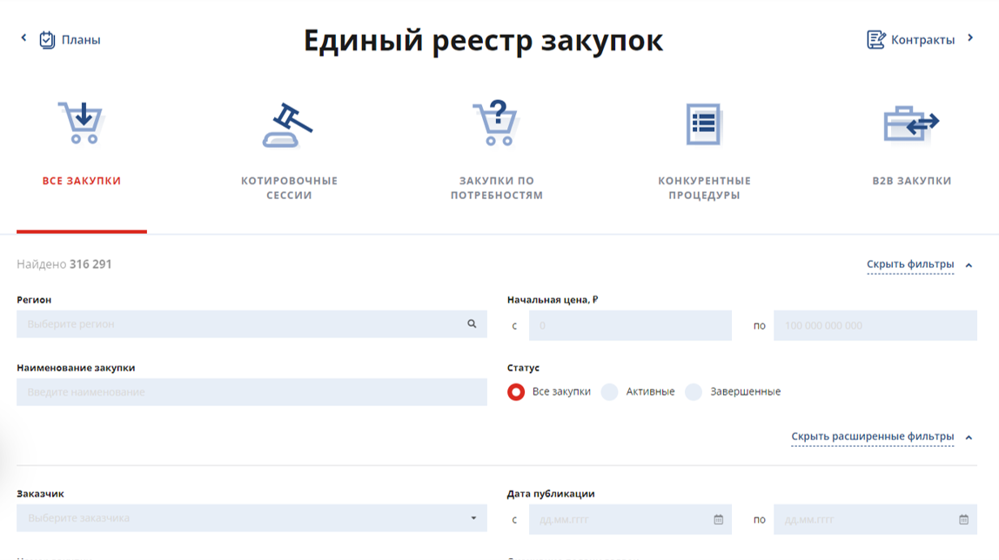 Планы
Единый реестр закупок
Контракты
ВСЕ ЗАКУПКИ
КОТИРОВОЧНЫЕ
СЕССИИ
ЗАКУПКИ ПО
ПОТРЕБНОСТЯМ
КОНКУРЕНТНЫЕ
ПРОЦЕДУРЫ
B2B ЗАКУПКИ
Найдено 316 291
Скрыть фильтры
Регион
Выберите регион
Начальная цена, ₽
с 0 по 100 000 000 000
Наименование закупки
Введите наименование
Статус
Все закупки Активные Завершенные
Скрыть расширенные фильтры
Заказчик
Выберите заказчика
Дата публикации
с дд.мм.гггг по дд.мм.гггг